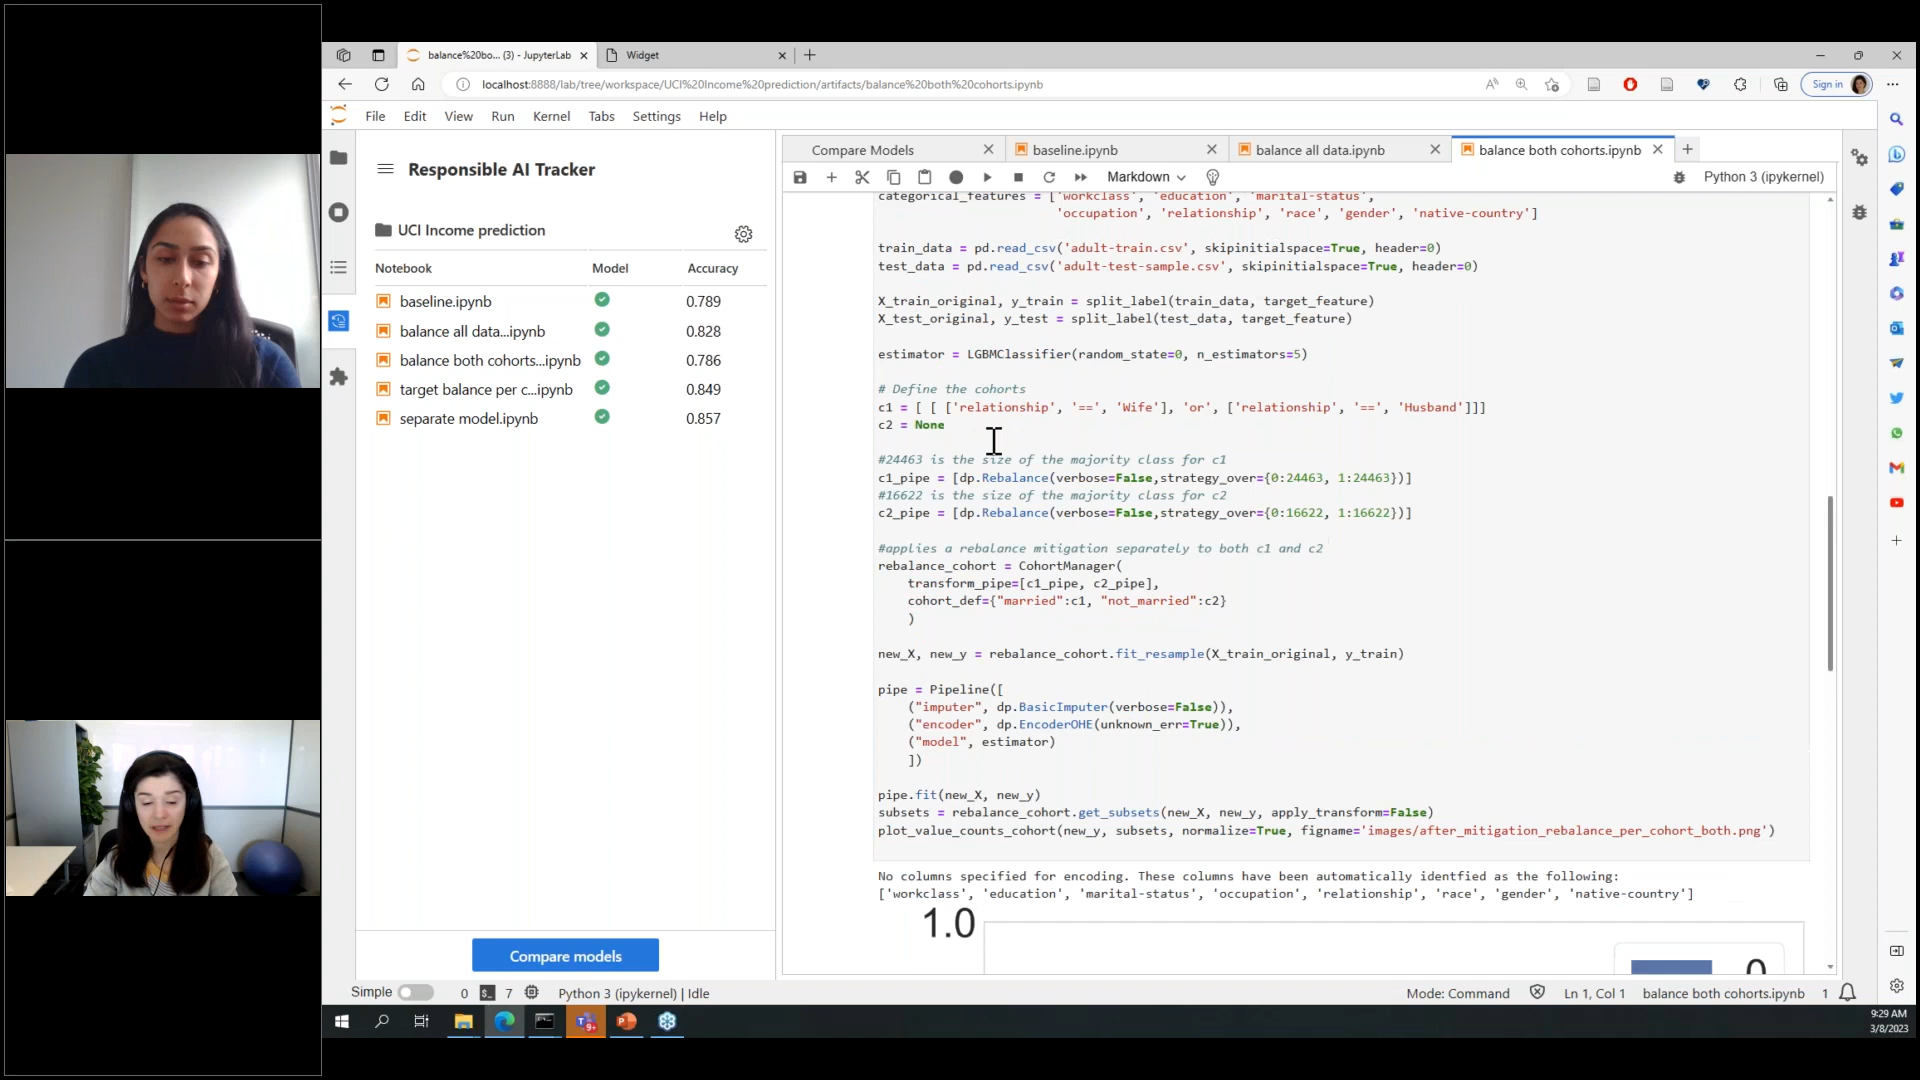 balance%20bo... (3) - JupyterLab
Widget
localhost:8888/lab/tree/workspace/UCI%20Income%20prediction/artifacts/balance%20both%20cohorts.ipynb
Sign in
File Edit View Run Kernel Tabs Settings Help
Responsible AI Tracker
UCI Income prediction
Notebook Model Accuracy
baseline.ipynb 0.789
balance all data...ipynb 0.828
balance both cohorts...ipynb 0.786
target balance per c...ipynb 0.849
separate model.ipynb 0.857
Compare models
Compare Models
baseline.ipynb
balance all data.ipynb
balance both cohorts.ipynb
Markdown
Python 3 (ipykernel)
categorical_features = ['workclass', 'education', 'marital-status',
'occupation', 'relationship', 'race', 'gender', 'native-country']
train_data = pd.read_csv('adult-train.csv', skipinitialspace=True, header=0)
test_data = pd.read_csv('adult-test-sample.csv', skipinitialspace=True, header=0)
X_train_original, y_train = split_label(train_data, target_feature)
X_test_original, y_test = split_label(test_data, target_feature)
estimator = LGBMClassifier(random_state=0, n_estimators=5)
# Define the cohorts
c1 = [ [ ['relationship', '==', 'Wife'], 'or', ['relationship', '==', 'Husband']]]
c2 = None
#24463 is the size of the majority class for c1
c1_pipe = [dp.Rebalance(verbose=False,strategy_over={0:24463, 1:24463})]
#16622 is the size of the majority class for c2
c2_pipe = [dp.Rebalance(verbose=False,strategy_over={0:16622, 1:16622})]
#applies a rebalance mitigation separately to both c1 and c2
rebalance_cohort = CohortManager(
transform_pipe=[c1_pipe, c2_pipe],
cohort_def={"married":c1, "not_married":c2}
)
new_X, new_y = rebalance_cohort.fit_resample(X_train_original, y_train)
pipe = Pipeline([
("imputer", dp.BasicImputer(verbose=False)),
("encoder", dp.EncoderOHE(unknown_err=True)),
("model", estimator)
])
pipe.fit(new_X, new_y)
subsets = rebalance_cohort.get_subsets(new_X, new_y, apply_transform=False)
plot_value_counts_cohort(new_y, subsets, normalize=True, figname='images/after_mitigation_rebalance_per_cohort_both.png')
No columns specified for encoding. These columns have been automatically identfied as the following:
['workclass', 'education', 'marital-status', 'occupation', 'relationship', 'race', 'gender', 'native-country']
1.0
0
Simple 0 7 Python 3 (ipykernel) | Idle
Mode: Command Ln 1, Col 1 balance both cohorts.ipynb 1
9:29 AM
3/8/2023